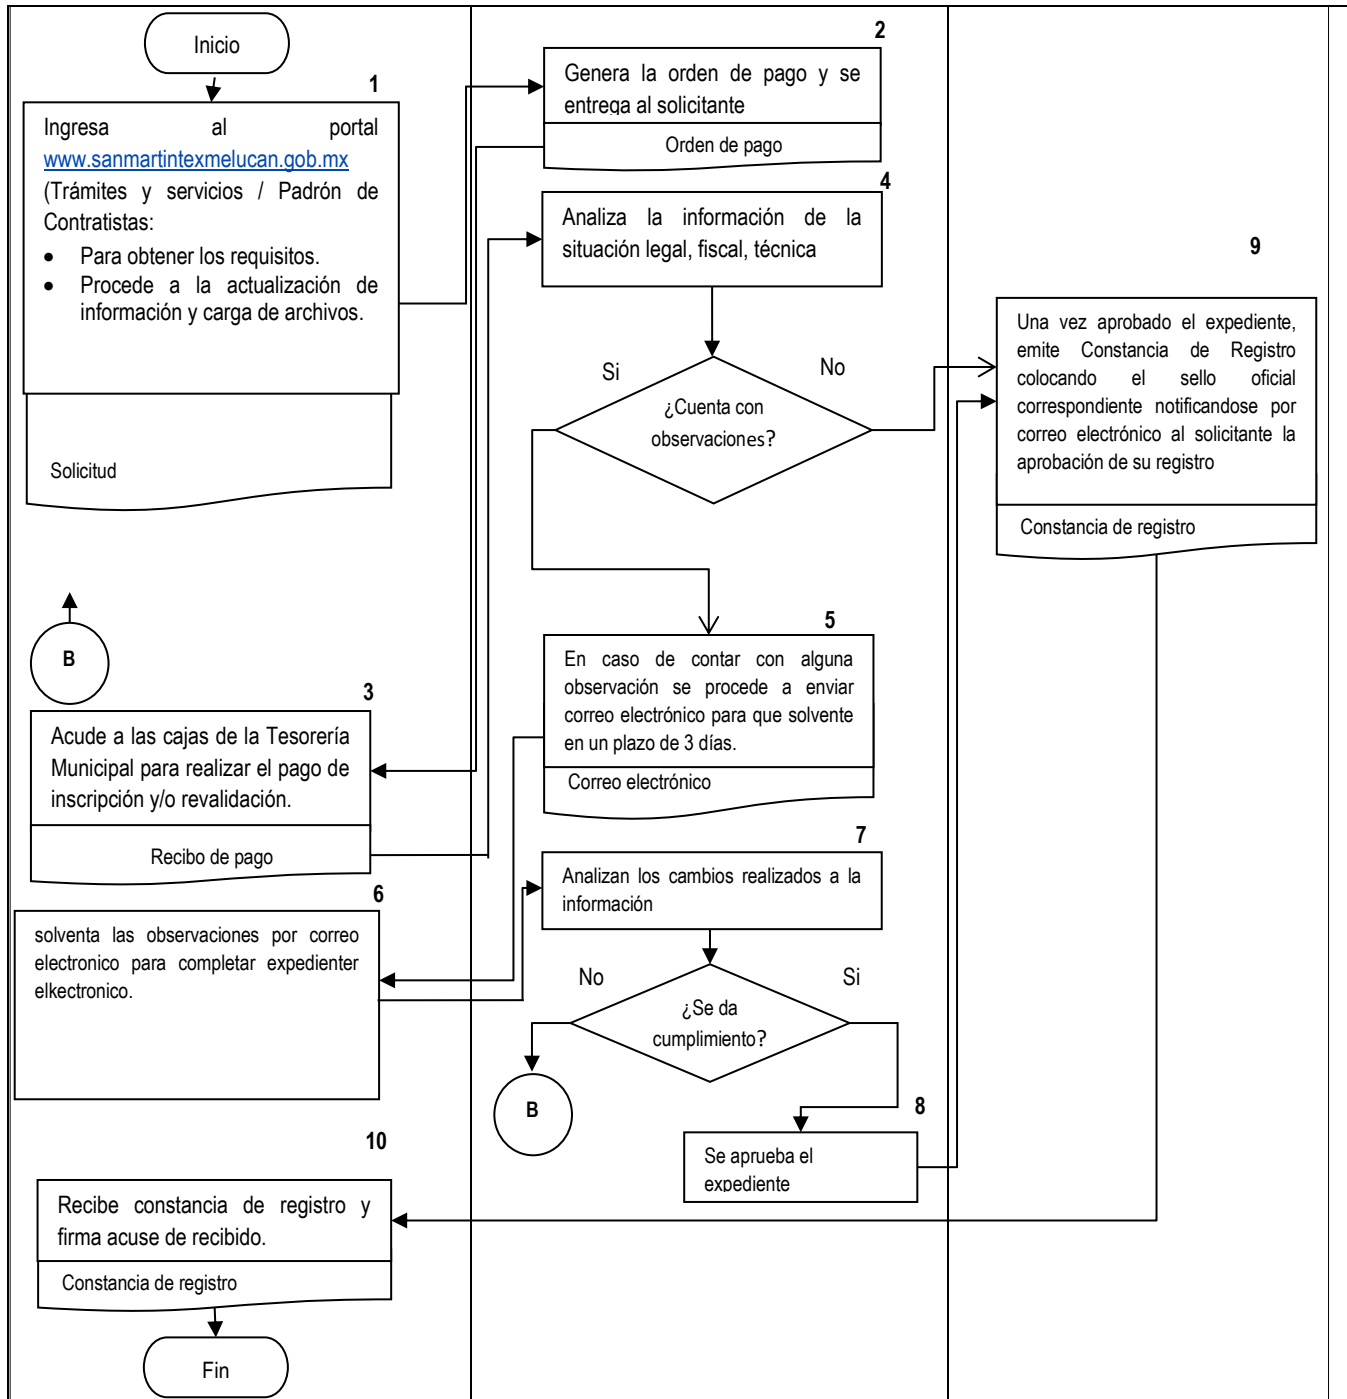 Inicio
1
Ingresa al portal
www.sanmartintexmelucan.gob.mx
(Trámites y servicios / Padrón de
Contratistas:
• Para obtener los requisitos.
• Procede a la actualización de
información y carga de archivos.
Solicitud
2
Genera la orden de pago y se
entrega al solicitante
Orden de pago
B
3
Acude a las cajas de la Tesorería
Municipal para realizar el pago de
inscripción y/o revalidación.
Recibo de pago
4
Analiza la información de la
situación legal, fiscal, técnica
Si
No
¿Cuenta con
observaciones?
5
En caso de contar con alguna
observación se procede a enviar
correo electrónico para que solvente
en un plazo de 3 días.
Correo electrónico
6
solventa las observaciones por correo
electronico para completar expedienter
elkectronico.
7
Analizan los cambios realizados a la
información
No
Si
¿Se da
cumplimiento?
B
8
Se aprueba el
expediente
9
Una vez aprobado el expediente,
emite Constancia de Registro
colocando el sello oficial
correspondiente notificandose por
correo electrónico al solicitante la
aprobación de su registro
Constancia de registro
10
Recibe constancia de registro y
firma acuse de recibido.
Constancia de registro
Fin